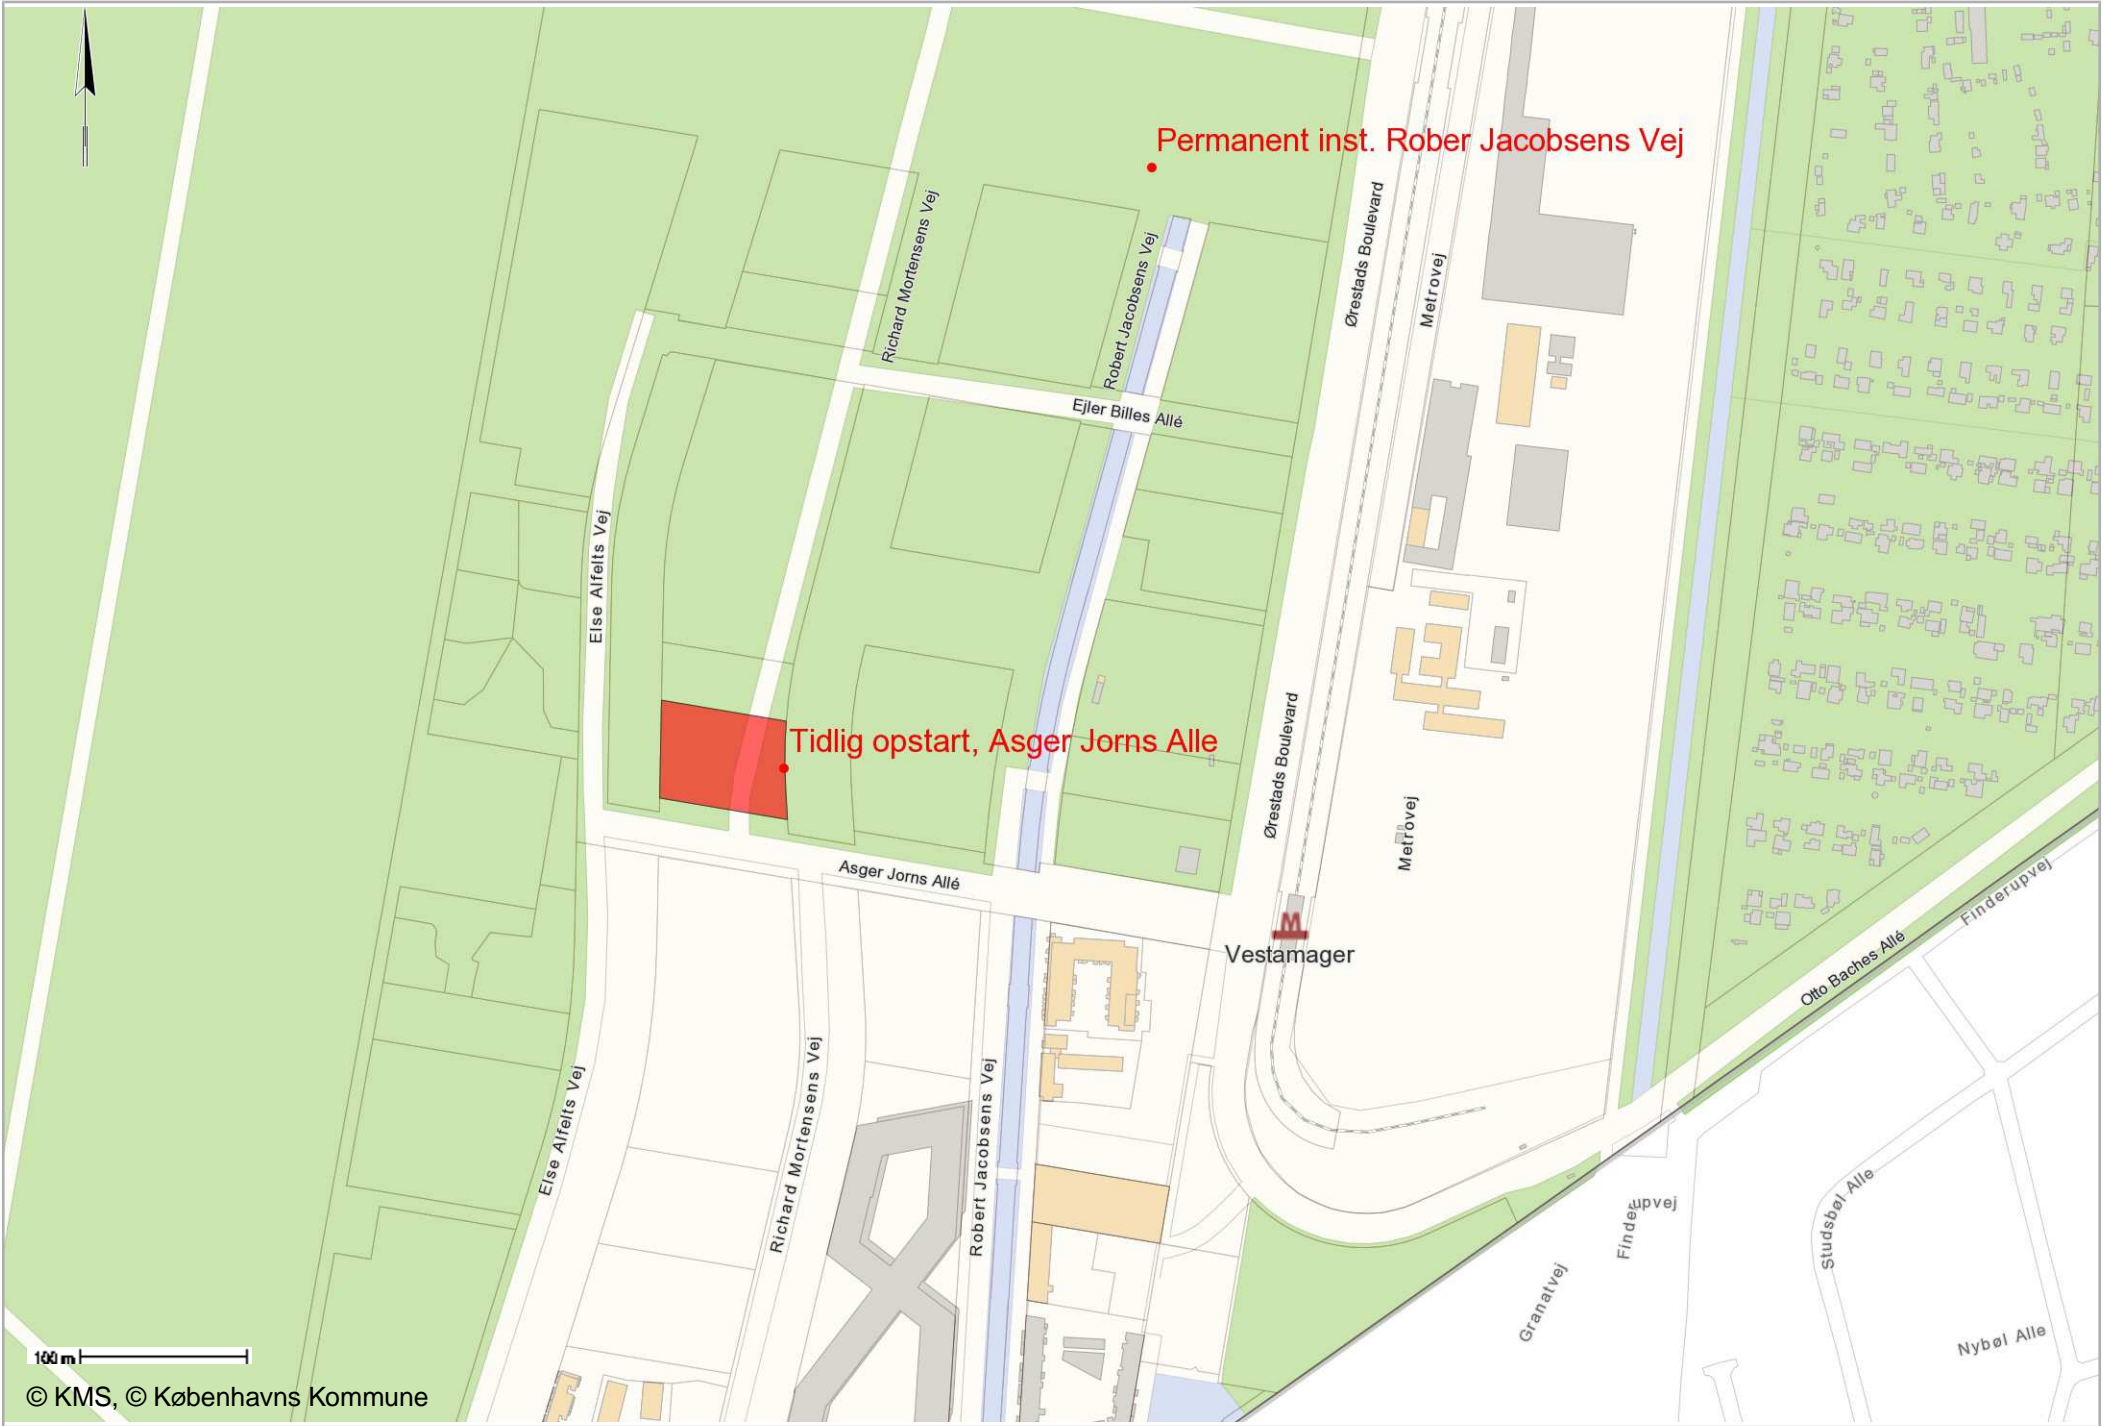 Permanent inst. Rober Jacobsens Vej
Richard Mortensens Vej
Robert Jacobsens Vej
Ørestads Boulevard
Metrovej
Ejler Billes Allé
Else Alfelts Vej
Tidlig opstart, Asger Jorns Alle
Ørestads Boulevard
Metrovej
Asger Jorns Allé
M
Vestamager
Finderupvej
Otto Baches Allé
Else Alfelts Vej
Richard Mortensens Vej
Robert Jacobsens Vej
Finderupvej
Studsbøl Alle
Granatvej
Nybøl Alle
© KMS, © Københavns Kommune